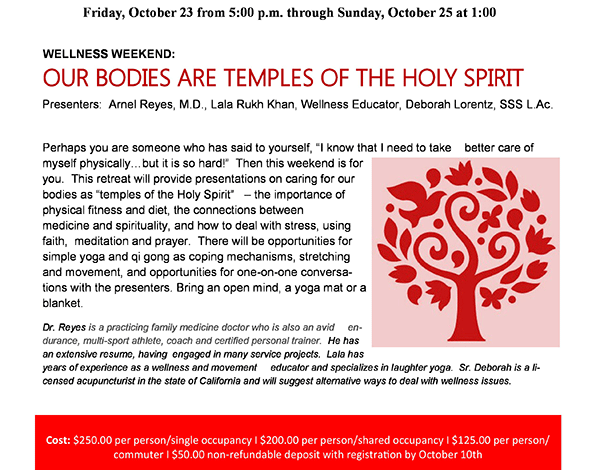 Friday, October 23 from 5:00 p.m. through Sunday, October 25 at 1:00
WELLNESS WEEKEND:
OUR BODIES ARE TEMPLES OF THE HOLY SPIRIT
Presenters: Arnel Reyes, M.D., Lala Rukh Khan, Wellness Educator, Deborah Lorentz, SSS L.Ac.
Perhaps you are someone who has said to yourself, “I know that I need to take better care of
myself physically…but it is so hard!” Then this weekend is for
you. This retreat will provide presentations on caring for our
bodies as “temples of the Holy Spirit” – the importance of
physical fitness and diet, the connections between
medicine and spirituality, and how to deal with stress, using
faith, meditation and prayer. There will be opportunities for
simple yoga and qi gong as coping mechanisms, stretching
and movement, and opportunities for one-on-one conversa-
tions with the presenters. Bring an open mind, a yoga mat or a
blanket.
Dr. Reyes is a practicing family medicine doctor who is also an avid en-
durance, multi-sport athlete, coach and certified personal trainer. He has
an extensive resume, having engaged in many service projects. Lala has
years of experience as a wellness and movement educator and specializes in laughter yoga. Sr. Deborah is a li-
censed acupuncturist in the state of California and will suggest alternative ways to deal with wellness issues.
Cost: $250.00 per person/single occupancy I $200.00 per person/shared occupancy I $125.00 per person/
commuter I $50.00 non-refundable deposit with registration by October 10th